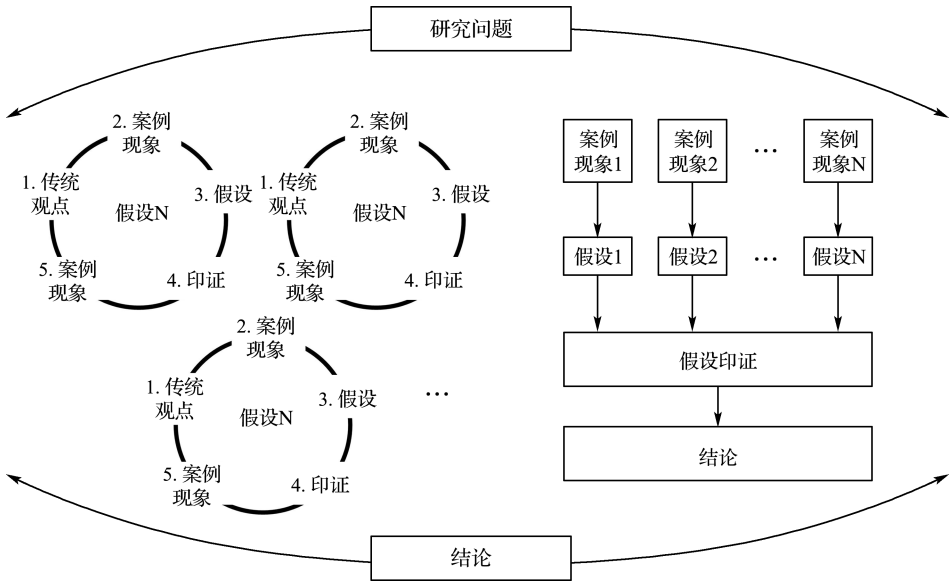 研究问题
2. 案例
现象
1. 传统
观点
3. 假设
假设N
5. 案例
现象
4. 印证
2. 案例
现象
1. 传统
观点
3. 假设
假设N
5. 案例
现象
4. 印证
2. 案例
现象
1. 传统
观点
3. 假设
假设N
5. 案例
现象
4. 印证
…
案例
现象1
案例
现象2
…
案例
现象N
假设1
假设2
…
假设N
假设印证
结论
结论